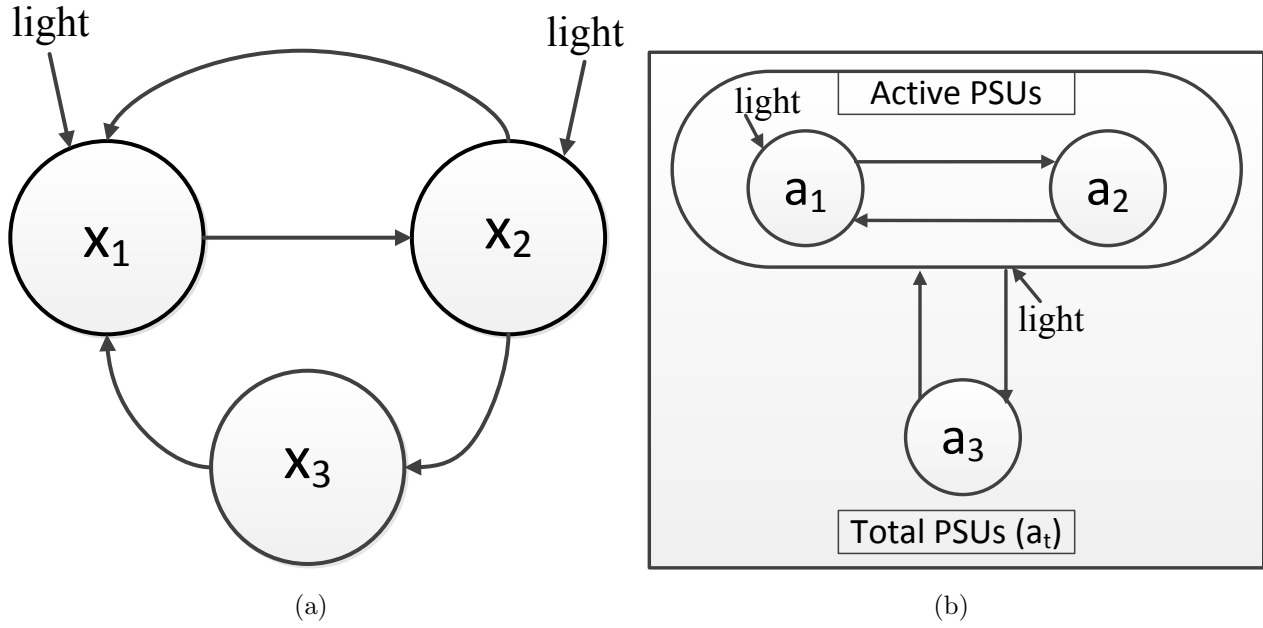 light
light
x₁
x₂
x₃
(a)
Active PSUs
light
a₁
a₂
light
a₃
Total PSUs (aₜ)
(b)